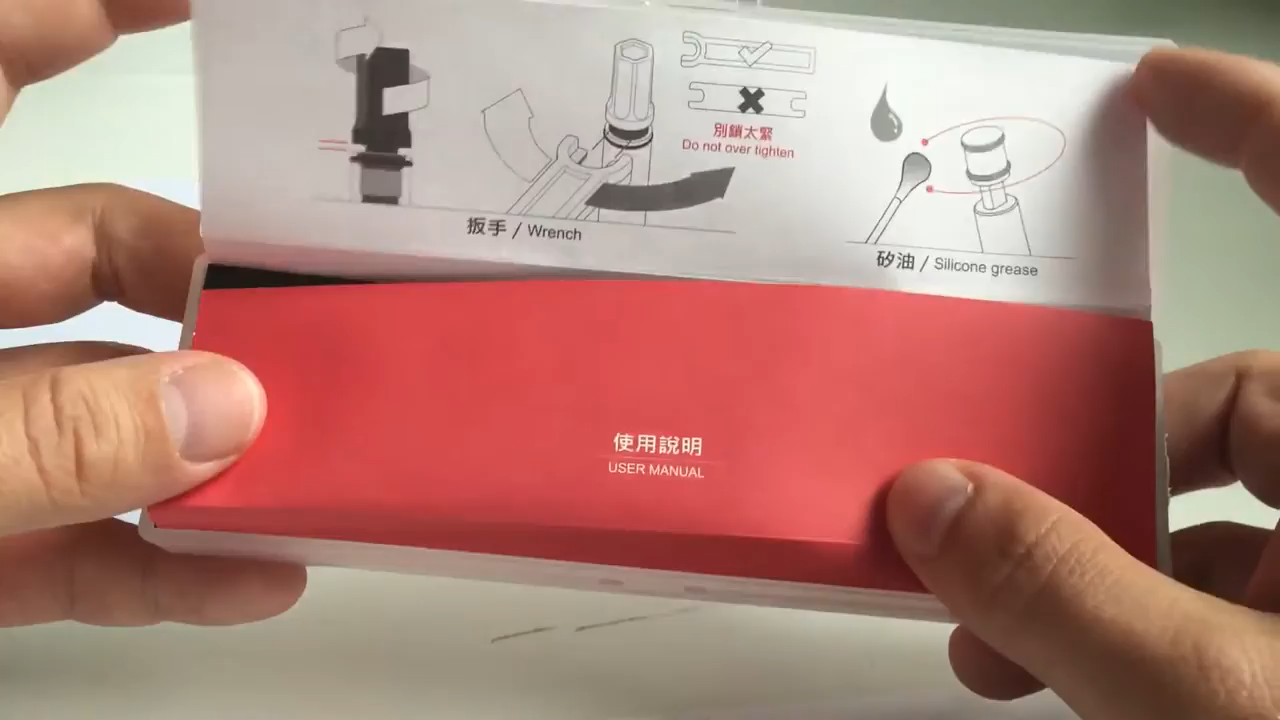 別鎖太緊
Do not over tighten
扳手 / Wrench
矽油 / Silicone grease
使用說明
USER MANUAL